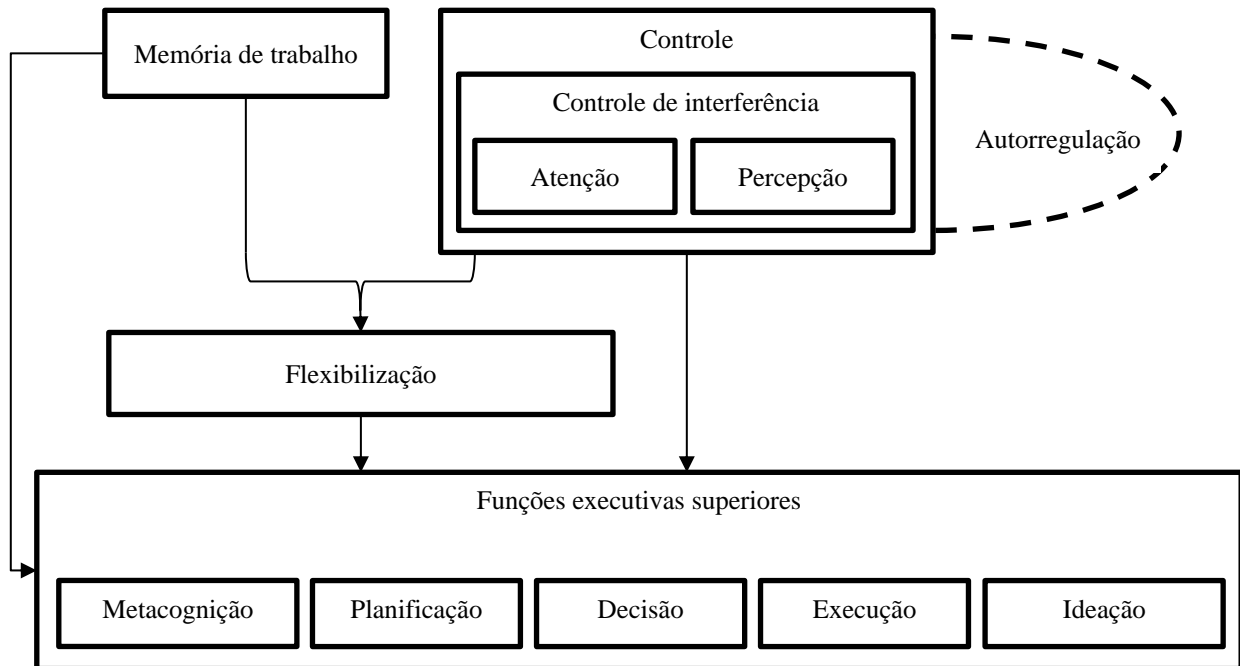 Memória de trabalho
Controle
Controle de interferência
Atenção
Percepção
Autorregulação
Flexibilização
Funções executivas superiores
Metacognição
Planificação
Decisão
Execução
Ideação